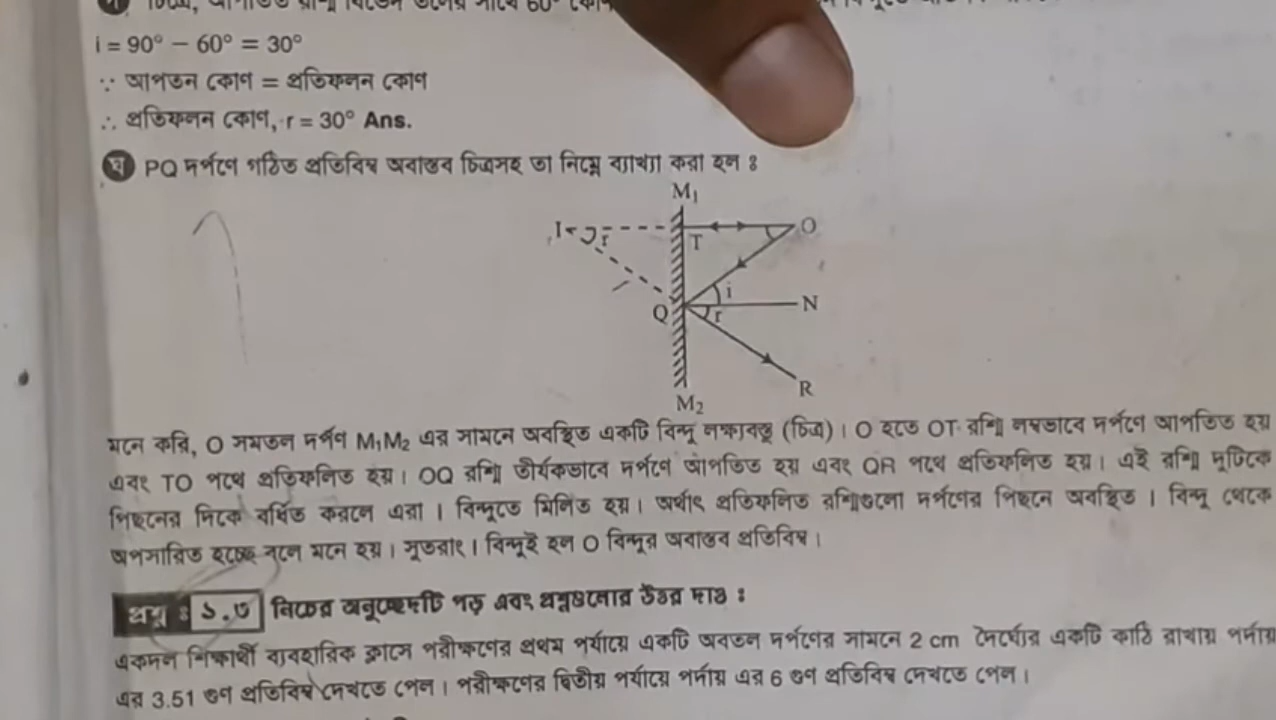 i = 90° − 60° = 30°
∵ আপতন কোণ = প্রতিফলন কোণ
∴ প্রতিফলন কোণ, r = 30° Ans.
ঘ PQ দর্পণে গঠিত প্রতিবিম্ব অবাস্তব চিত্রসহ তা নিম্নে ব্যাখ্যা করা হল ঃ
M₁
I r T O
i
Q N
r
R
M₂
মনে করি, O সমতল দর্পণ M₁M₂ এর সামনে অবস্থিত একটি বিন্দু লক্ষ্যবস্তু (চিত্র)। O হতে OT রশ্মি লম্বভাবে দর্পণে আপতিত হয়
এবং TO পথে প্রতিফলিত হয়। OQ রশ্মি তীর্যকভাবে দর্পণে আপতিত হয় এবং QR পথে প্রতিফলিত হয়। এই রশ্মি দুটিকে
পিছনের দিকে বর্ধিত করলে এরা I বিন্দুতে মিলিত হয়। অর্থাৎ প্রতিফলিত রশ্মিগুলো দর্পণের পিছনে অবস্থিত I বিন্দু থেকে
অপসারিত হচ্ছে বলে মনে হয়। সুতরাং I বিন্দুই হল O বিন্দুর অবাস্তব প্রতিবিম্ব।
প্রশ্ন ঃ ১.৩ নিচের অনুচ্ছেদটি পড় এবং প্রশ্নগুলোর উত্তর দাও ঃ
একদল শিক্ষার্থী ব্যবহারিক ক্লাসে পরীক্ষণের প্রথম পর্যায়ে একটি অবতল দর্পণের সামনে 2 cm দৈর্ঘ্যের একটি কাঠি রাখায় পর্দায়
এর 3.51 গুণ প্রতিবিম্ব দেখতে পেল। পরীক্ষণের দ্বিতীয় পর্যায়ে পর্দায় এর 6 গুণ প্রতিবিম্ব দেখতে পেল।